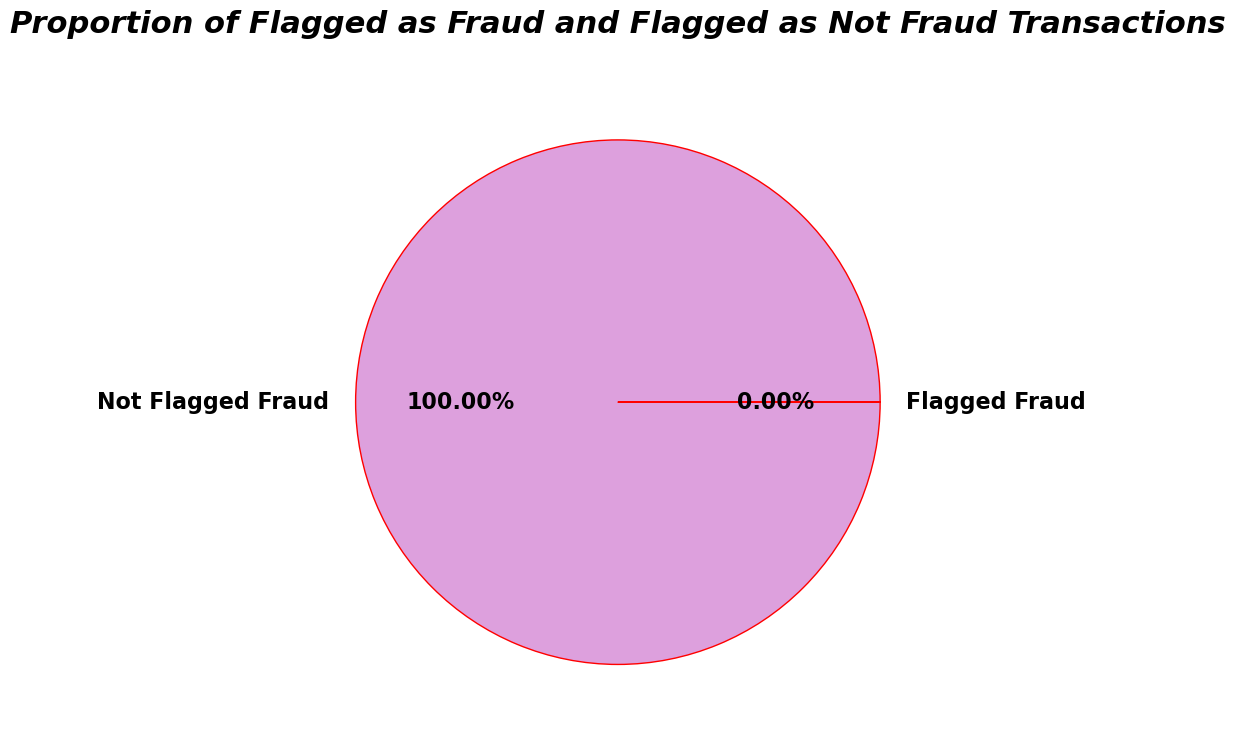 Proportion of Flagged as Fraud and Flagged as Not Fraud Transactions
Not Flagged Fraud 100.00% 0.00% Flagged Fraud